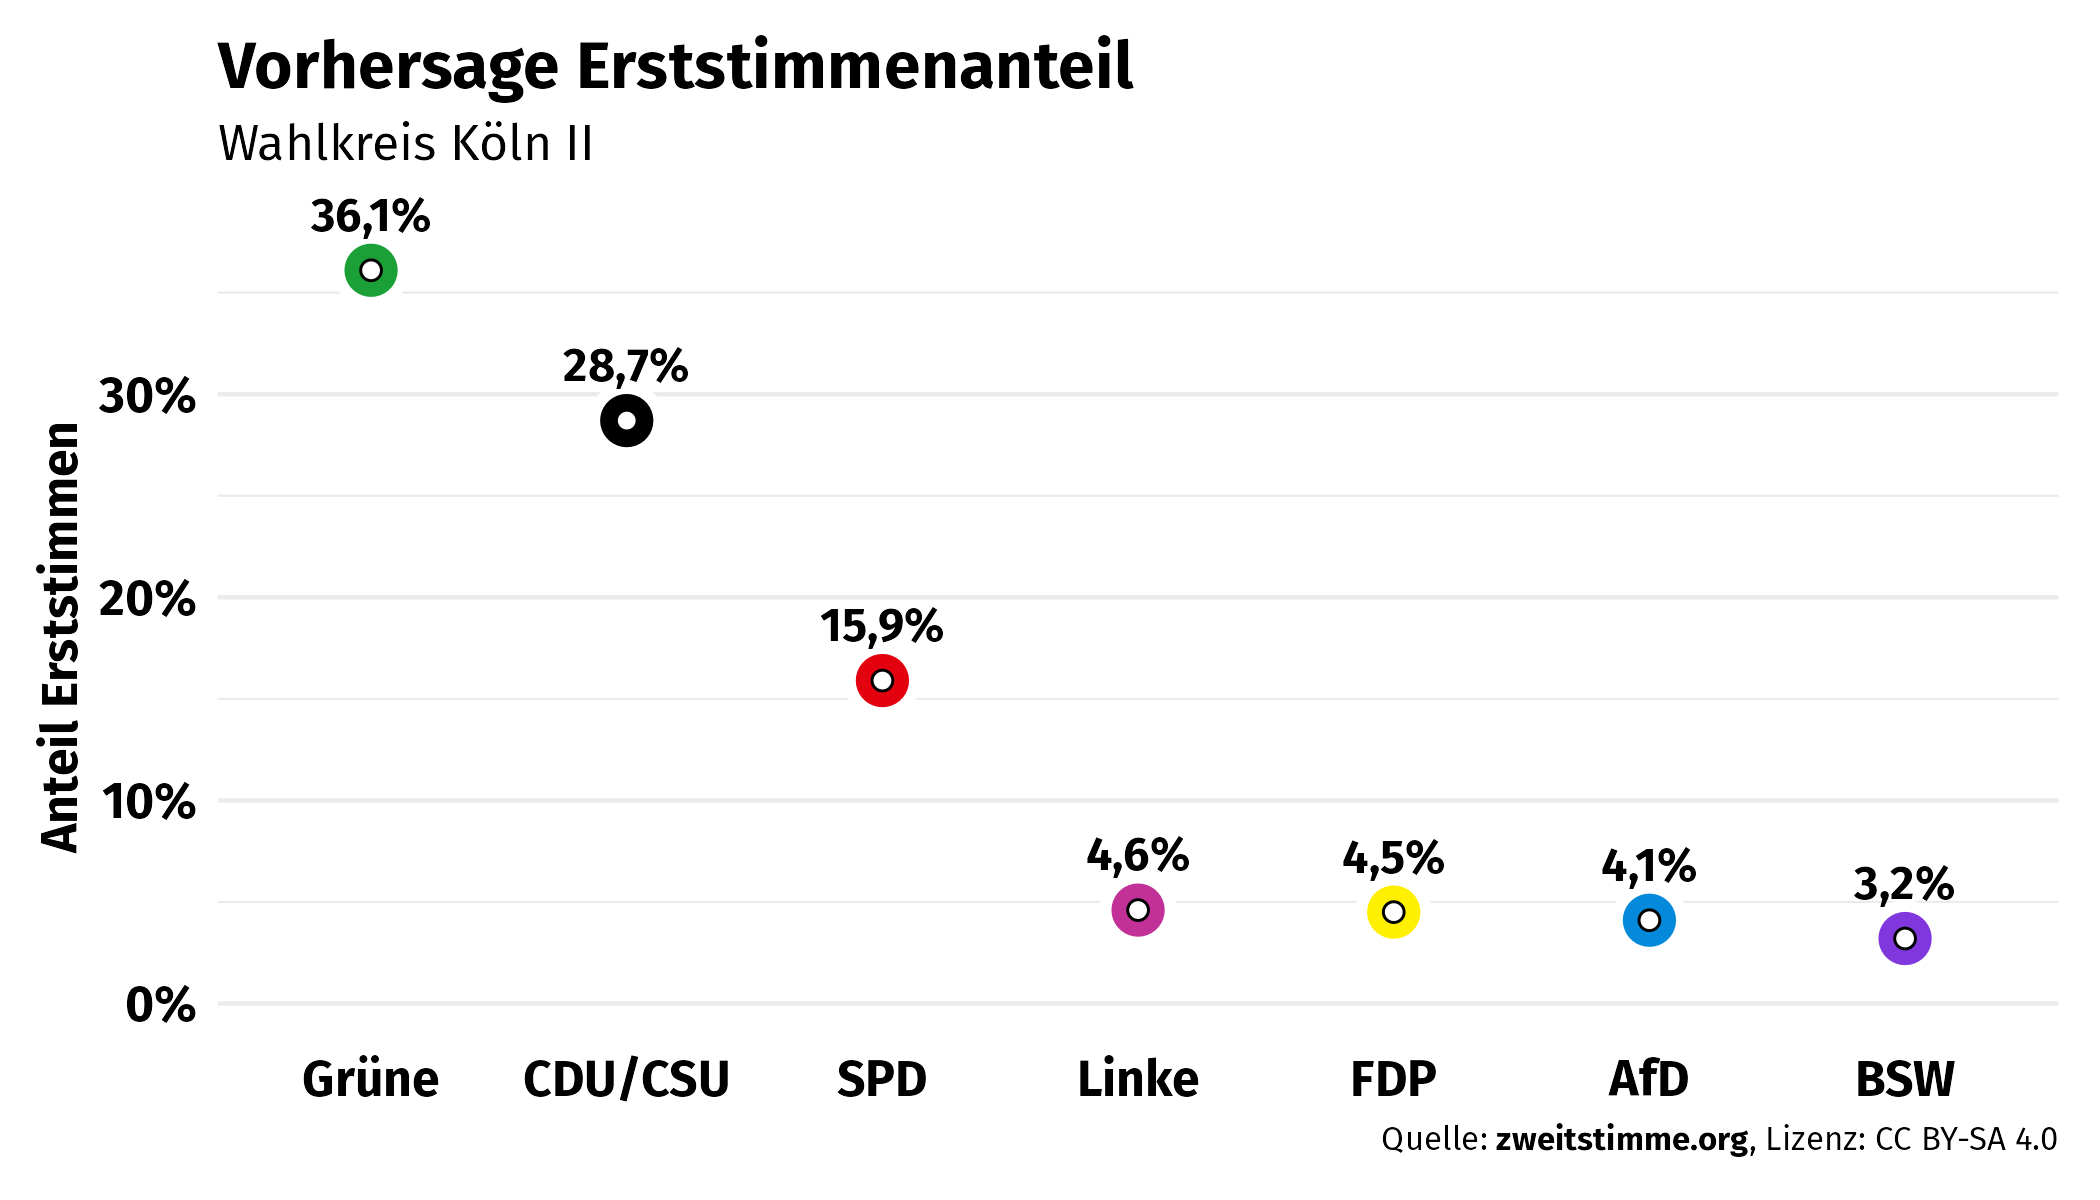 Vorhersage Erststimmenanteil
Wahlkreis Köln II
Anteil Erststimmen
30%
20%
10%
0%
36,1%
28,7%
15,9%
4,6%
4,5%
4,1%
3,2%
Grüne CDU/CSU SPD Linke FDP AfD BSW
Quelle: zweitstimme.org, Lizenz: CC BY-SA 4.0